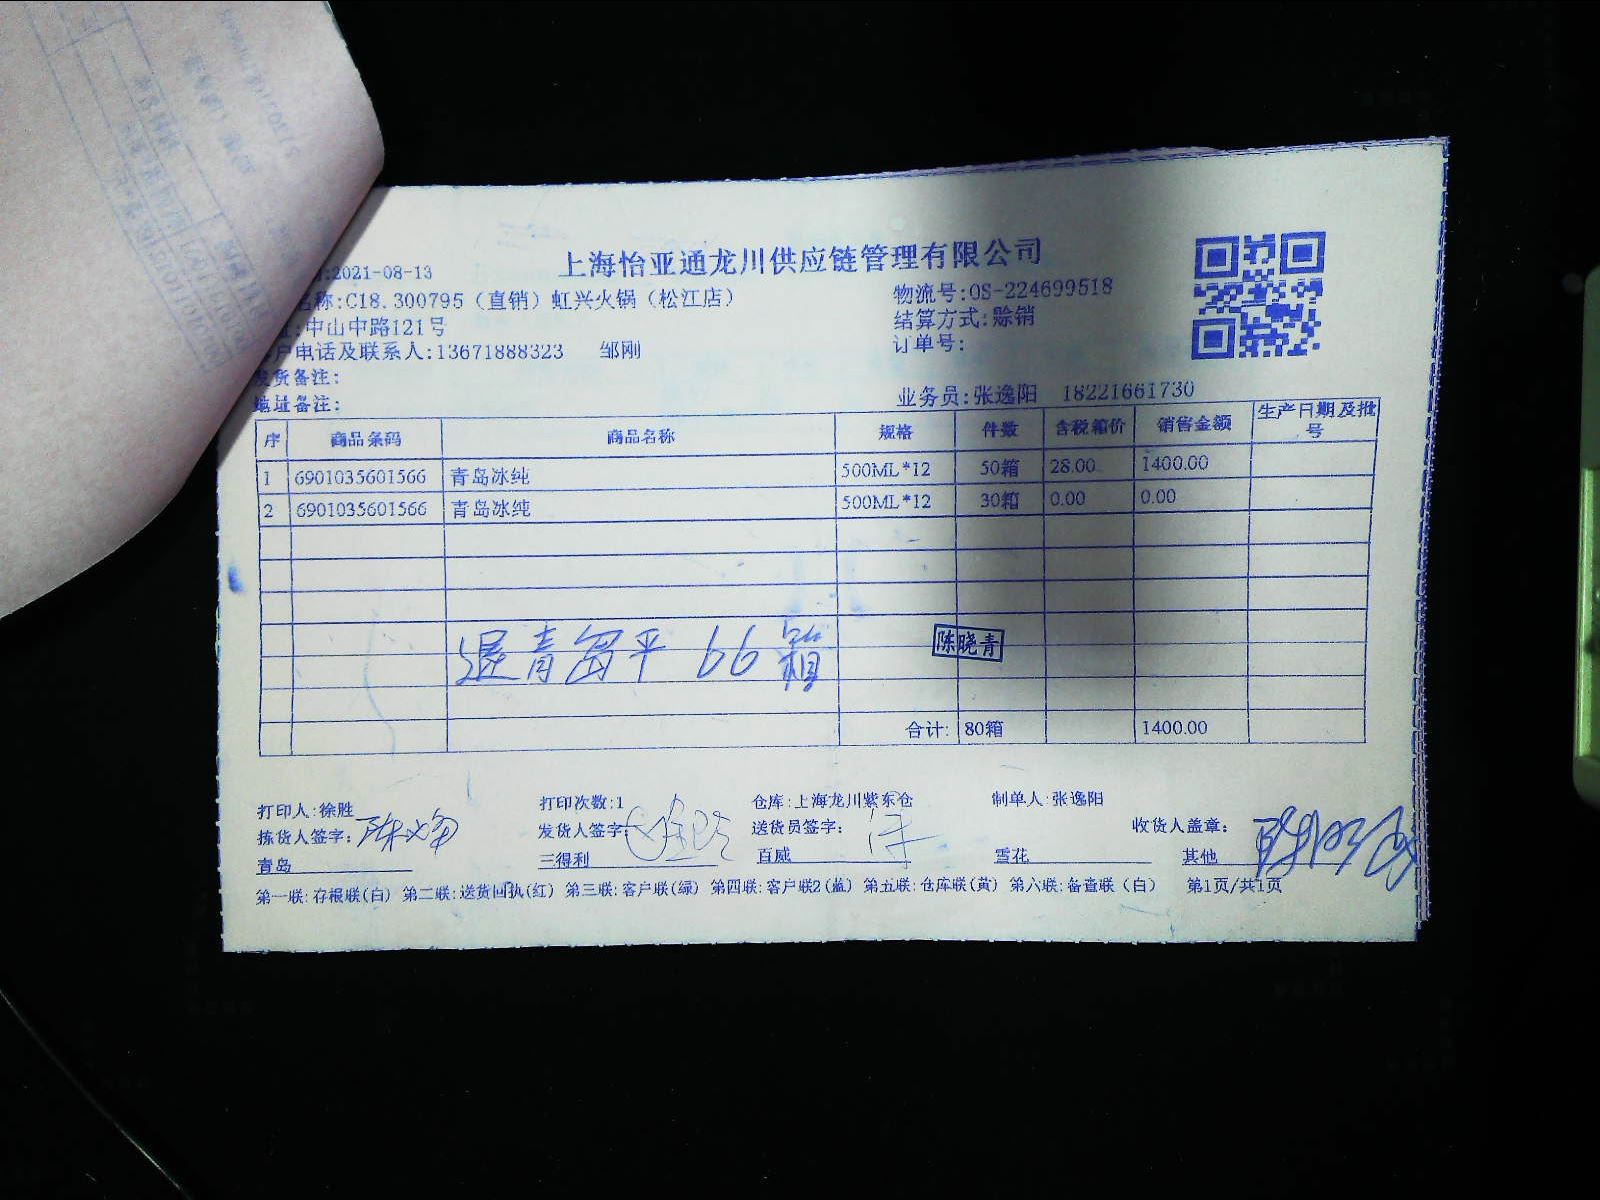 上海怡亚通龙川供应链管理有限公司
:2021-08-13
称:C18.300795（直销）虹兴火锅（松江店） 物流号:OS-224699518
:中山中路121号 结算方式:赊销
户电话及联系人:13671888323 邹刚 订单号:
发货备注:
地址备注: 业务员:张逸阳 18221661730
序 商品条码 商品名称 规格 件数 含税箱价 销售金额 生产日期及批号
1 6901035601566 青岛冰纯 500ML*12 50箱 28.00 1400.00
2 6901035601566 青岛冰纯 500ML*12 30箱 0.00 0.00
退青岛平 66箱 陈晓青
合计: 80箱 1400.00
打印人:徐胜 打印次数:1 仓库:上海龙川紫东仓 制单人:张逸阳
拣货人签字: 发货人签字: 送货员签字: 收货人盖章:
青岛 三得利 百威 雪花 其他
第一联:存根联(白) 第二联:送货回执(红) 第三联:客户联(绿) 第四联:客户联2(蓝) 第五联:仓库联(黄) 第六联:备查联（白） 第1页/共1页